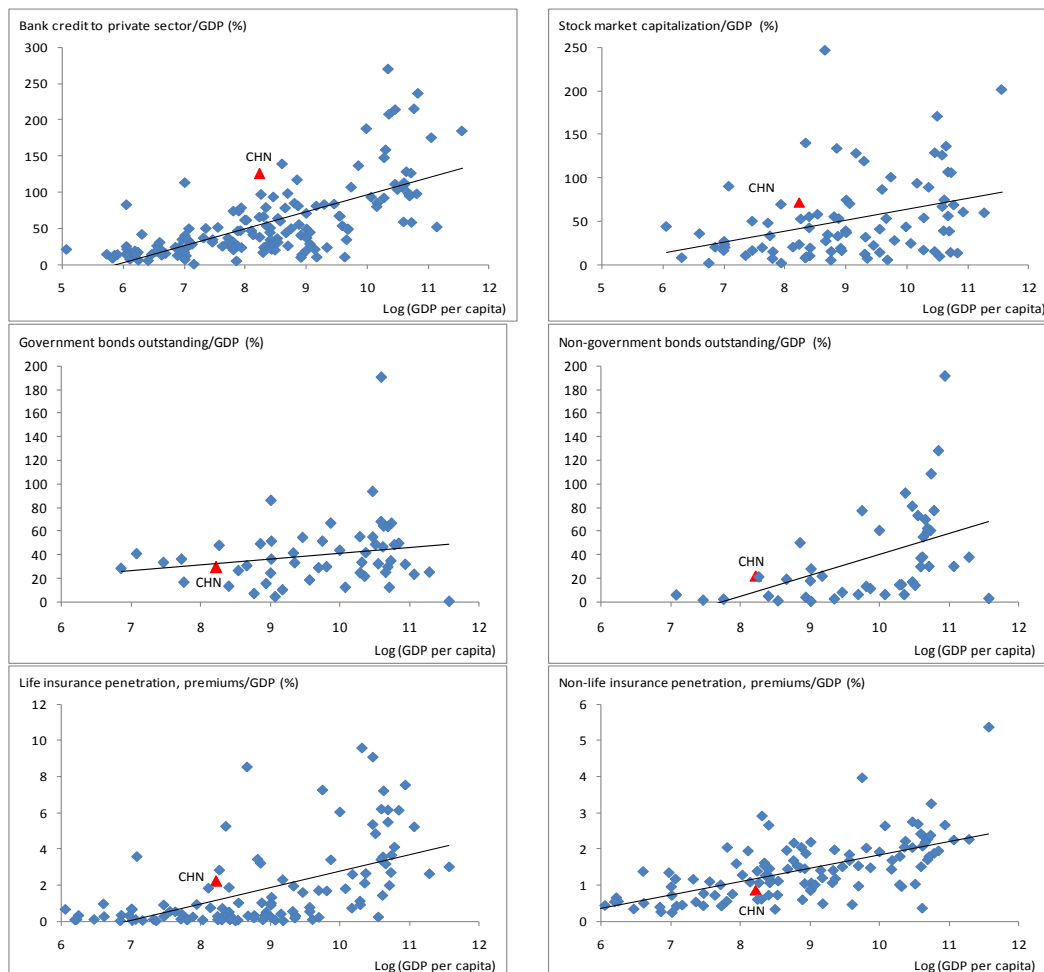 Bank credit to private sector/GDP (%)
300
250
200
150
100
50
0
CHN
5 6 7 8 9 10 11 12
Log (GDP per capita)
Stock market capitalization/GDP (%)
250
200
150
100
50
0
CHN
5 6 7 8 9 10 11 12
Log (GDP per capita)
Government bonds outstanding/GDP (%)
200
180
160
140
120
100
80
60
40
20
0
CHN
6 7 8 9 10 11 12
Log (GDP per capita)
Non-government bonds outstanding/GDP (%)
200
180
160
140
120
100
80
60
40
20
0
CHN
6 7 8 9 10 11 12
Log (GDP per capita)
Life insurance penetration, premiums/GDP (%)
12
10
8
6
4
2
0
CHN
6 7 8 9 10 11 12
Log (GDP per capita)
Non-life insurance penetration, premiums/GDP (%)
6
5
4
3
2
1
0
CHN
6 7 8 9 10 11 12
Log (GDP per capita)